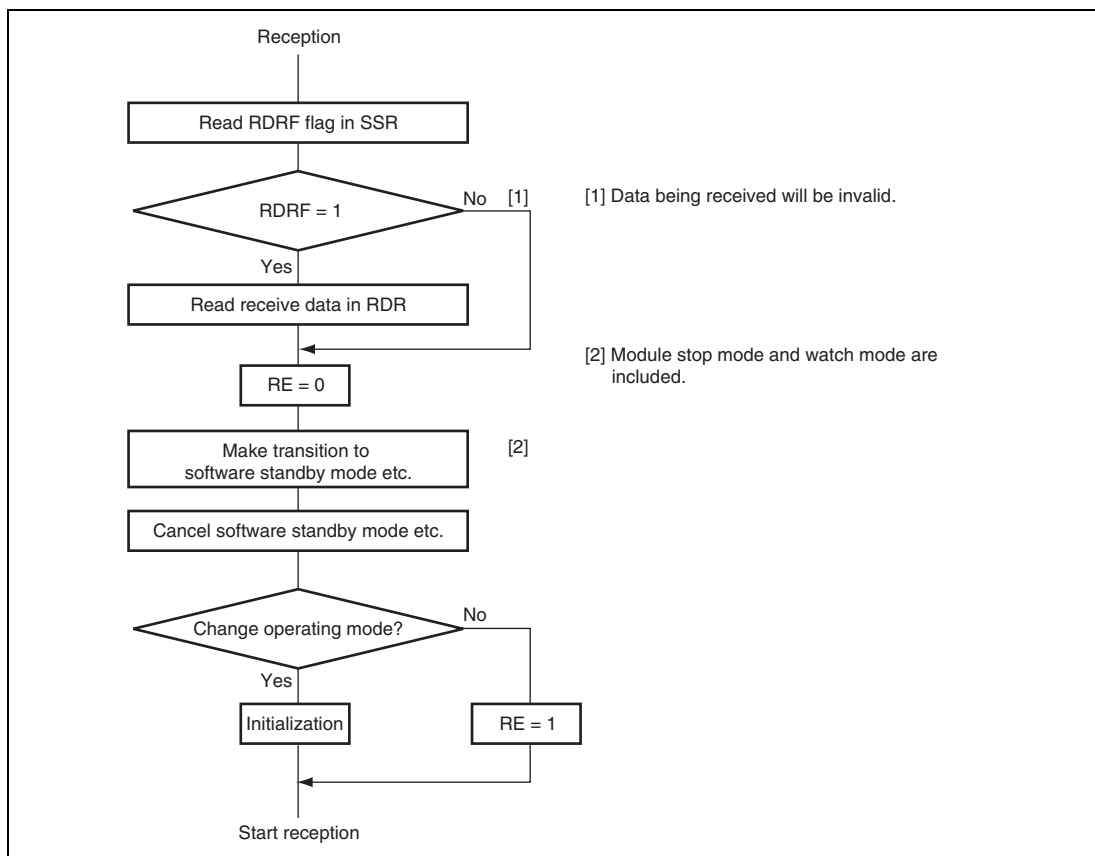 Reception
Read RDRF flag in SSR
RDRF = 1
No [1]
[1] Data being received will be invalid.
Yes
Read receive data in RDR
[2] Module stop mode and watch mode are
included.
RE = 0
Make transition to
software standby mode etc.
[2]
Cancel software standby mode etc.
Change operating mode?
No
Yes
Initialization
RE = 1
Start reception